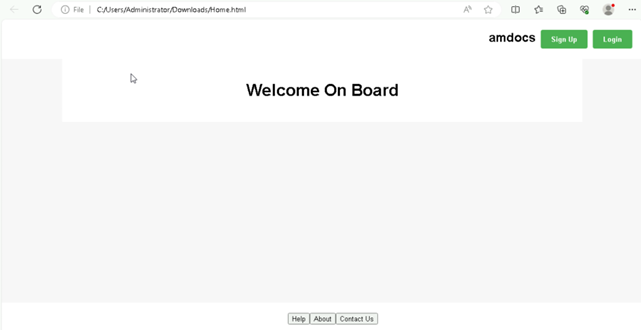 File C:/Users/Administrator/Downloads/Home.html
amdocs Sign Up Login
Welcome On Board
Help About Contact Us